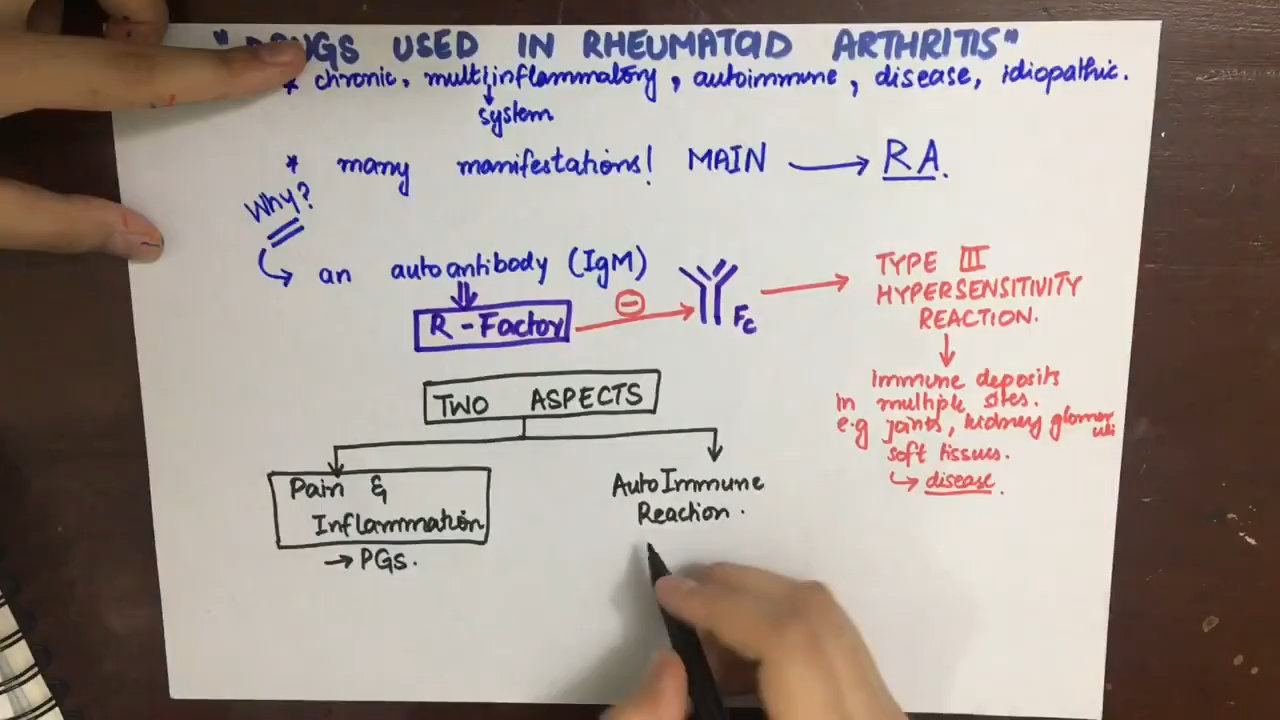 "DRUGS USED IN RHEUMATOID ARTHRITIS"
* chronic, multi inflammatory, autoimmune, disease, idiopathic.
system
* many manifestations! MAIN → RA.
Why?
↳ an autoantibody (IgM)
R-Factor
⊖
Fc
TYPE III
HYPERSENSITIVITY
REACTION.
↓
Immune deposits
in multiple sites.
e.g joints, kidney glomeruli
soft tissues.
↳ disease.
TWO ASPECTS
Pain &
Inflammation
→ PGs.
AutoImmune
Reaction.